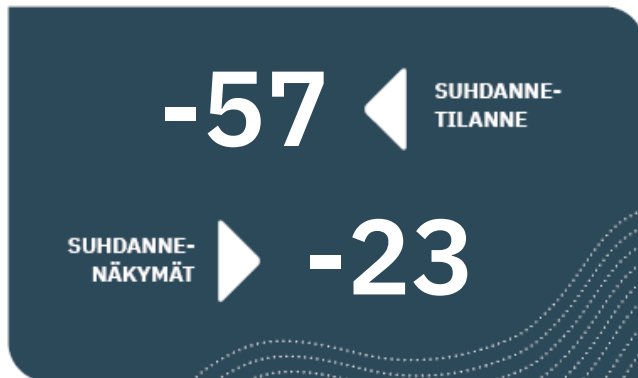 -57
SUHDANNE-
TILANNE
SUHDANNE-
NÄKYMÄT
-23